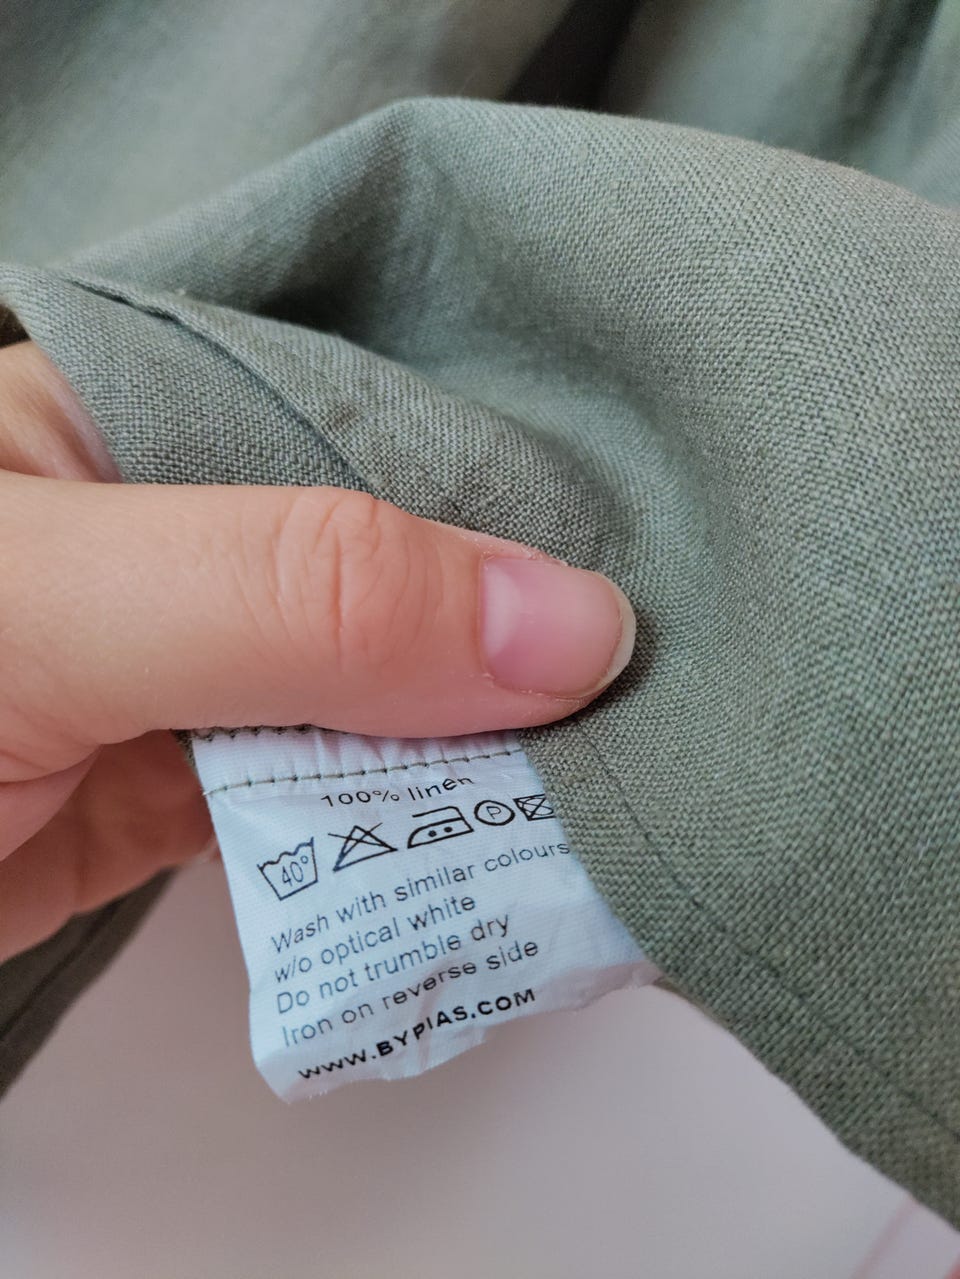 100% linen
40° P
Wash with similar colours
w/o optical white
Do not trumble dry
Iron on reverse side
www.BYPIAS.COM